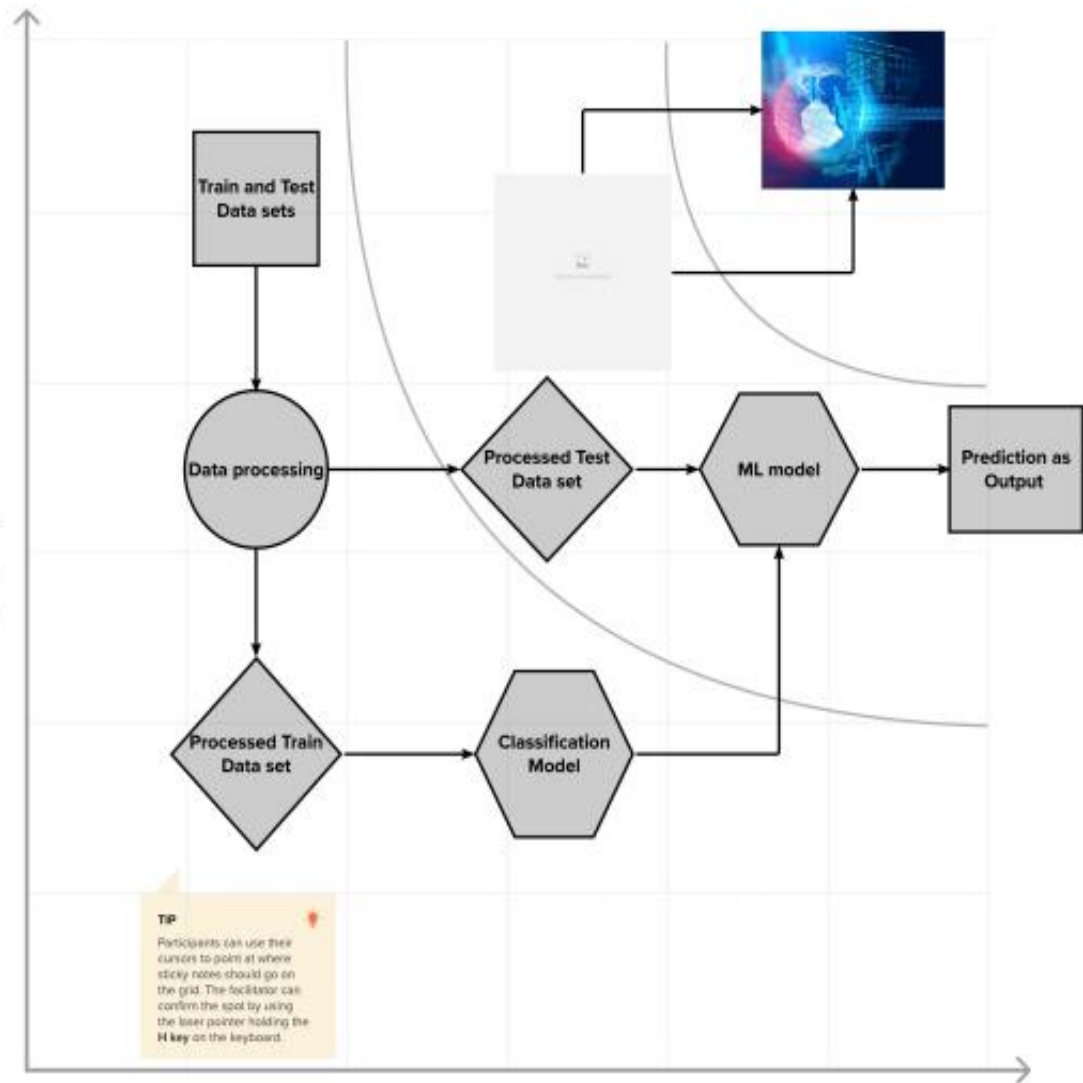 Train and Test
Data sets
Data processing
Processed Test
Data set
ML model
Prediction as
Output
Processed Train
Data set
Classification
Model
TIP
Participants can use their
cursors to point at where
sticky notes should go on
the grid. The facilitator can
confirm the spot by using
the laser pointer holding the
H key on the keyboard.